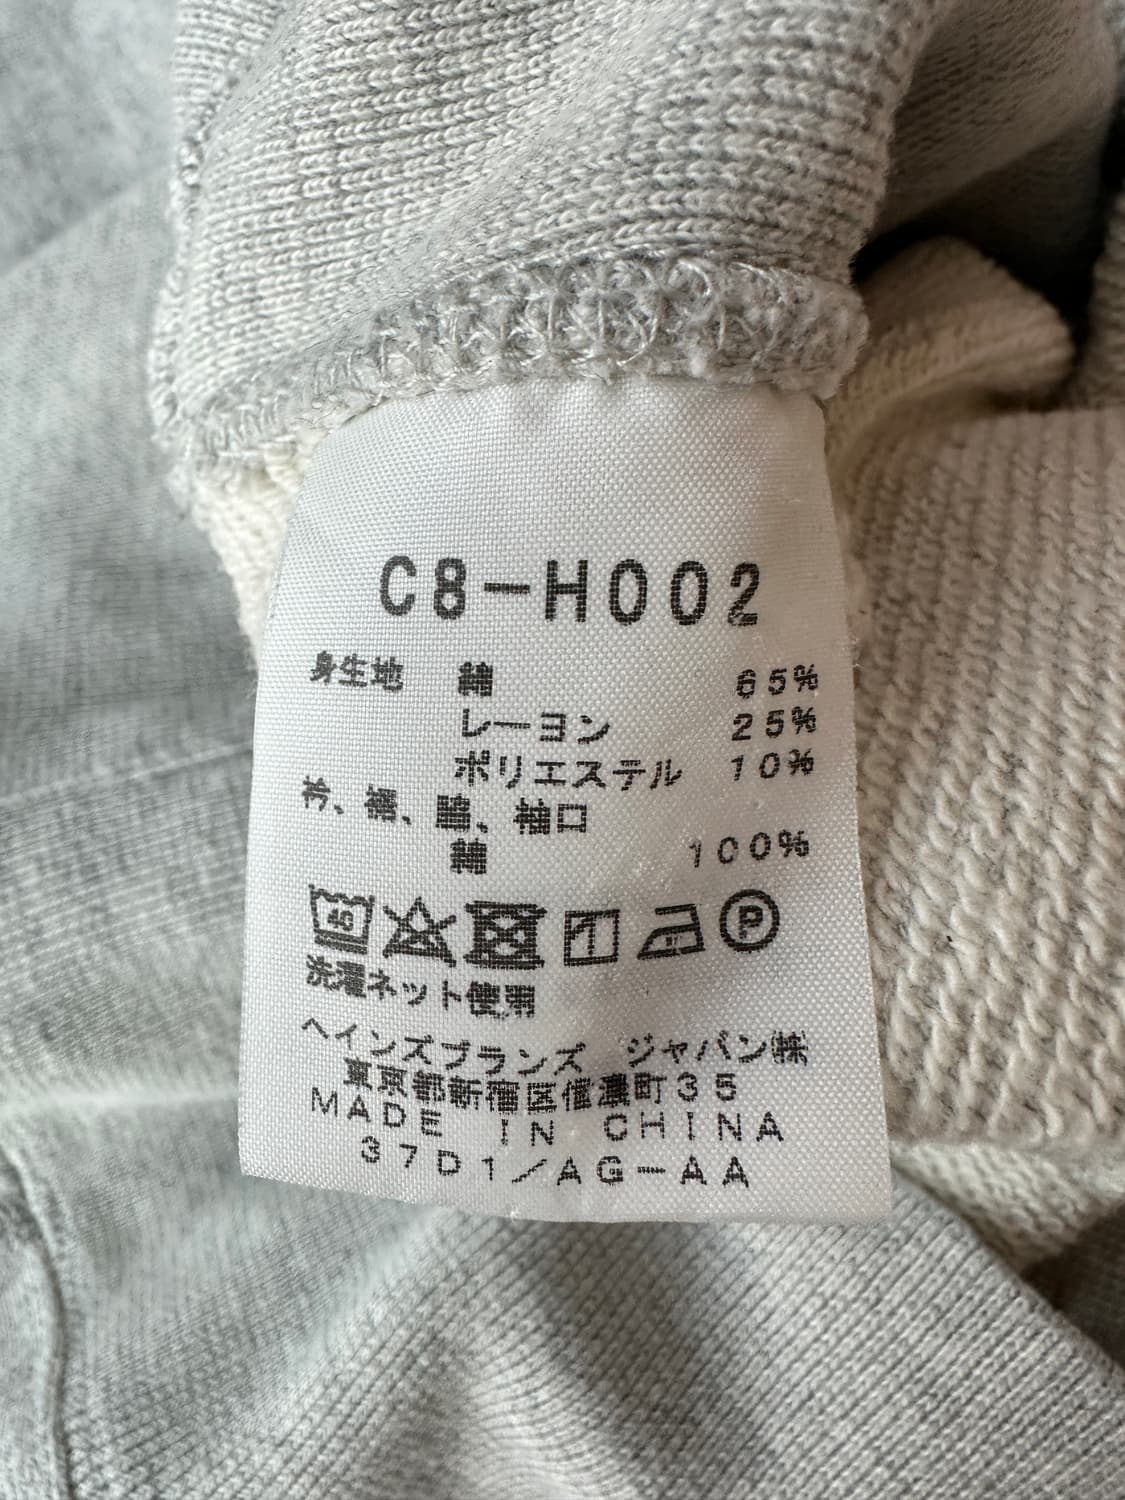 C8-H002
身生地 綿 65%
レーヨン 25%
ポリエステル 10%
衿、裾、脇、袖口
綿 100%
P
洗濯ネット使用
ヘインズブランズ ジャパン㈱
東京都新宿区信濃町35
MADE IN CHINA
37D1/AG-AA